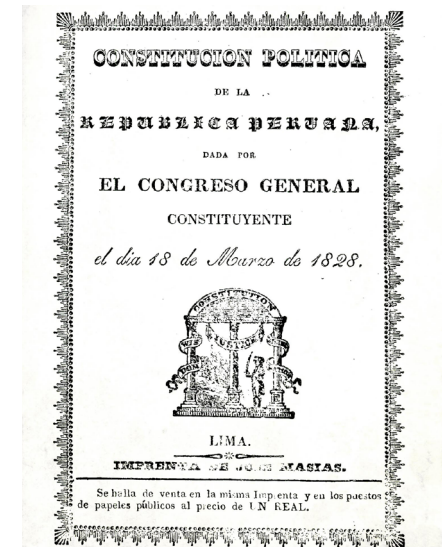 CONSTITUCION POLITICA
DE LA
REPUBLICA PERUANA,
DADA POR
EL CONGRESO GENERAL
CONSTITUYENTE
el dia 18 de Marzo de 1828.
CONSTITUTION
JUSTICE
LIMA.
IMPRENTA DE JOSE MASIAS.
Se halla de venta en la misma Imprenta y en los puestos
de papeles públicos al precio de UN REAL.